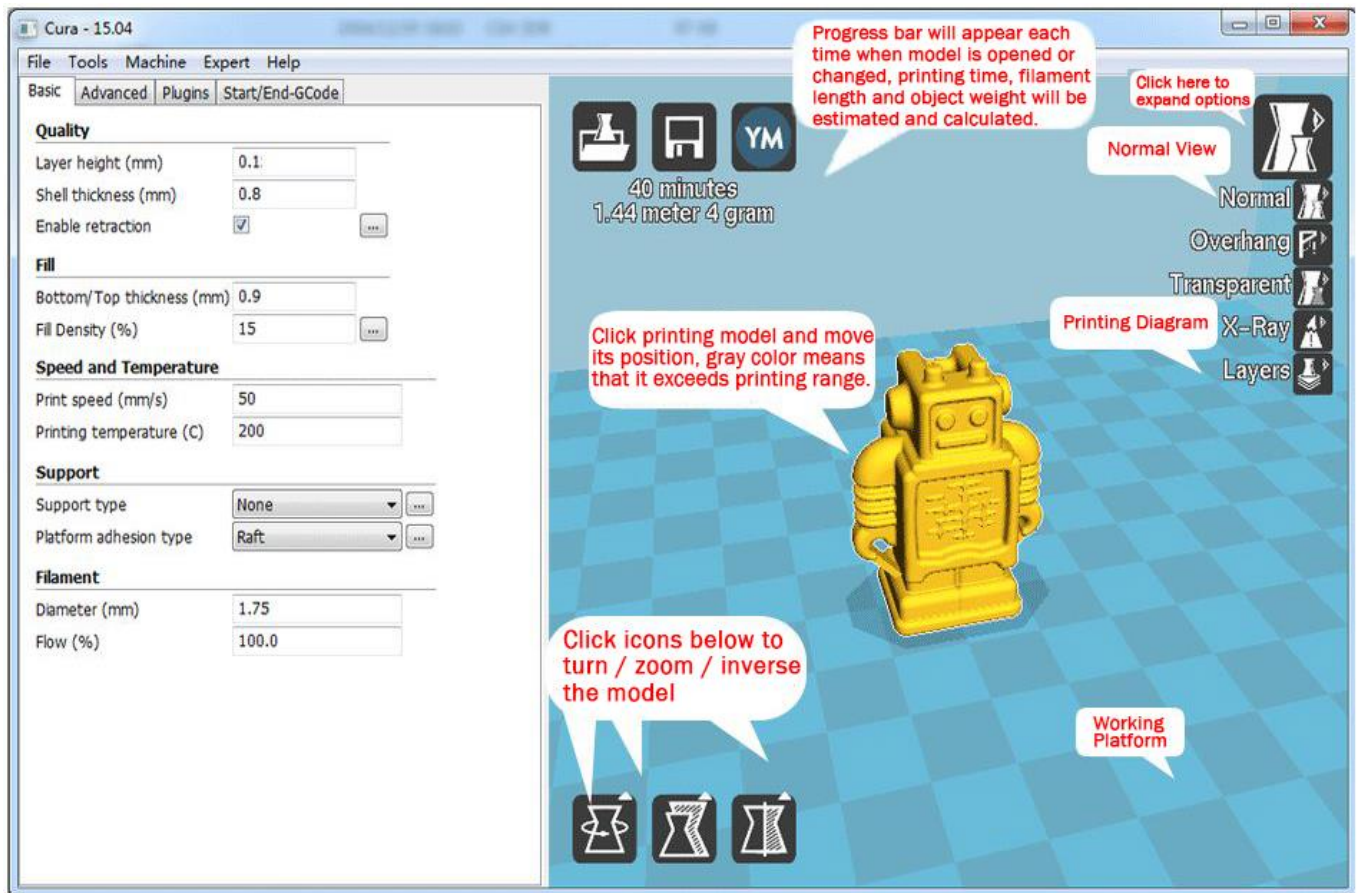 Cura - 15.04
File Tools Machine Expert Help
Basic Advanced Plugins Start/End-GCode
Quality
Layer height (mm) 0.1
Shell thickness (mm) 0.8
Enable retraction ...
Fill
Bottom/Top thickness (mm) 0.9
Fill Density (%) 15 ...
Speed and Temperature
Print speed (mm/s) 50
Printing temperature (C) 200
Support
Support type None ...
Platform adhesion type Raft ...
Filament
Diameter (mm) 1.75
Flow (%) 100.0
YM
40 minutes
1.44 meter 4 gram
Progress bar will appear each
time when model is opened or
changed, printing time, filament
length and object weight will be
estimated and calculated.
Click here to
expand options
Normal View
Normal
Overhang
Transparent
Printing Diagram
X-Ray
Layers
Click printing model and move
its position, gray color means
that it exceeds printing range.
Click icons below to
turn / zoom / inverse
the model
Working
Platform